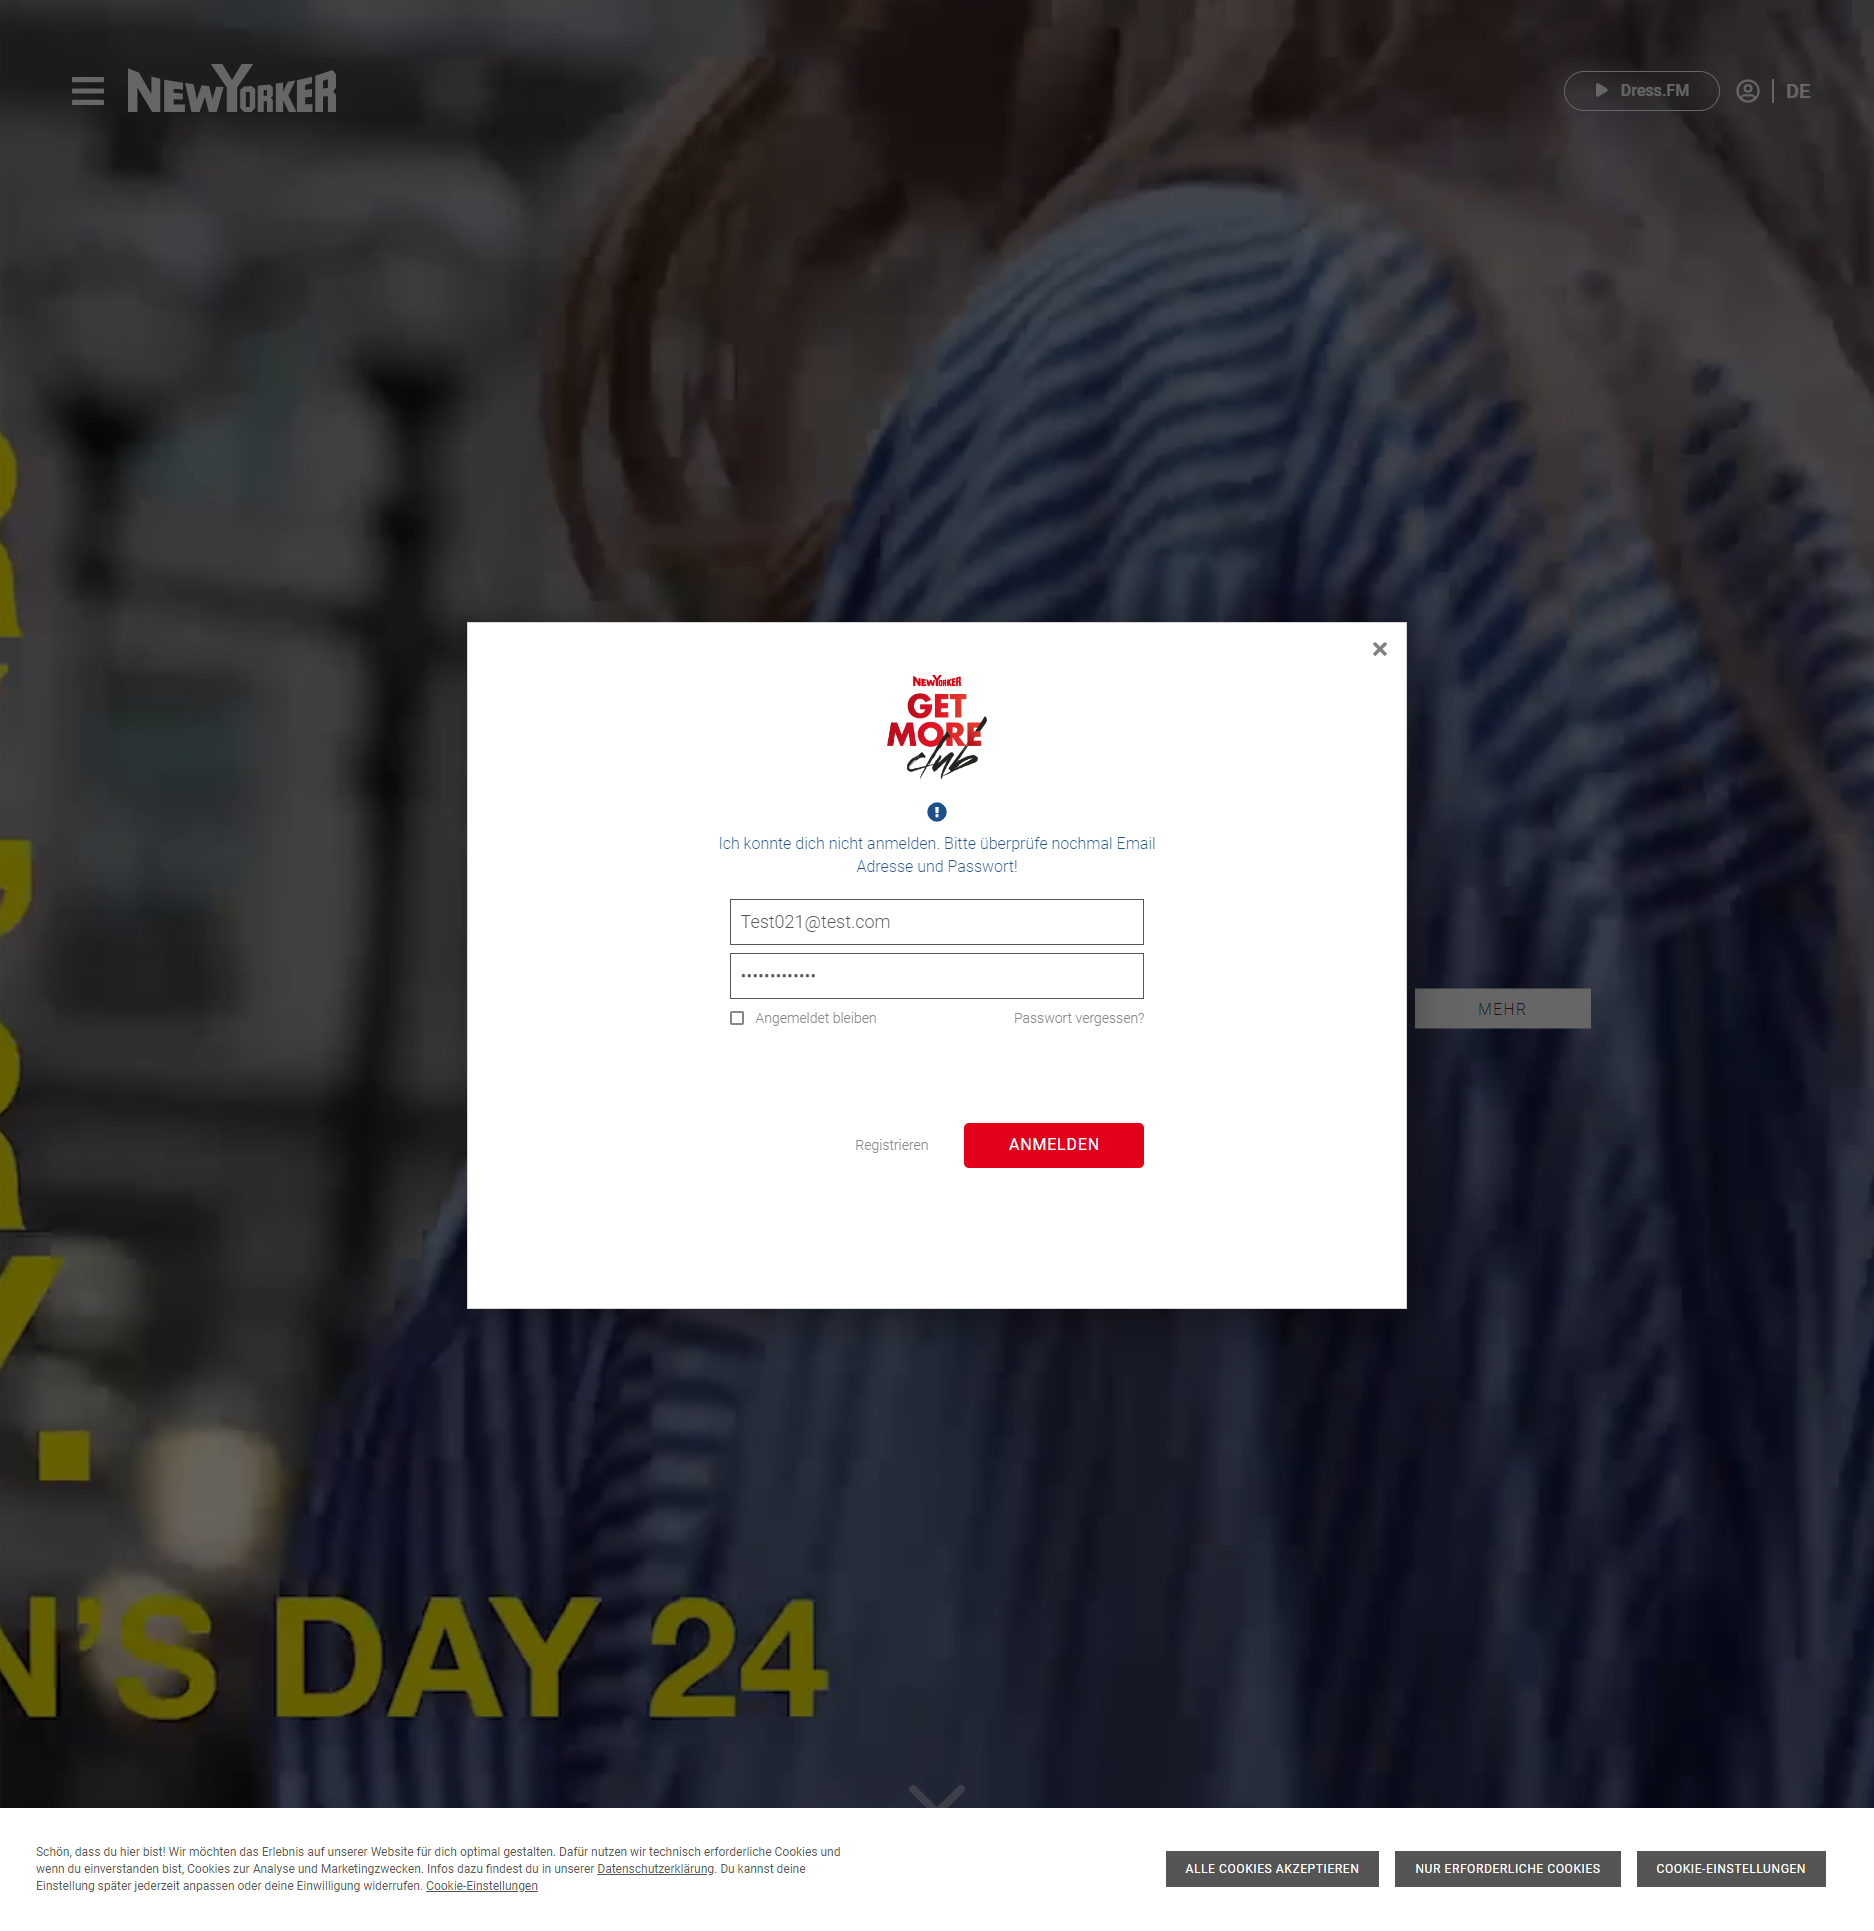 NEWYORKER
Dress.FM
DE
NEWYORKER
GET
MORE
club
Ich konnte dich nicht anmelden. Bitte überprüfe nochmal Email
Adresse und Passwort!
Test021@test.com
•••••••••••••
Angemeldet bleiben
Passwort vergessen?
MEHR
Registrieren
ANMELDEN
N'S DAY 24
Schön, dass du hier bist! Wir möchten das Erlebnis auf unserer Website für dich optimal gestalten. Dafür nutzen wir technisch erforderliche Cookies und
wenn du einverstanden bist, Cookies zur Analyse und Marketingzwecken. Infos dazu findest du in unserer Datenschutzerklärung. Du kannst deine
Einstellung später jederzeit anpassen oder deine Einwilligung widerrufen. Cookie-Einstellungen
ALLE COOKIES AKZEPTIEREN
NUR ERFORDERLICHE COOKIES
COOKIE-EINSTELLUNGEN